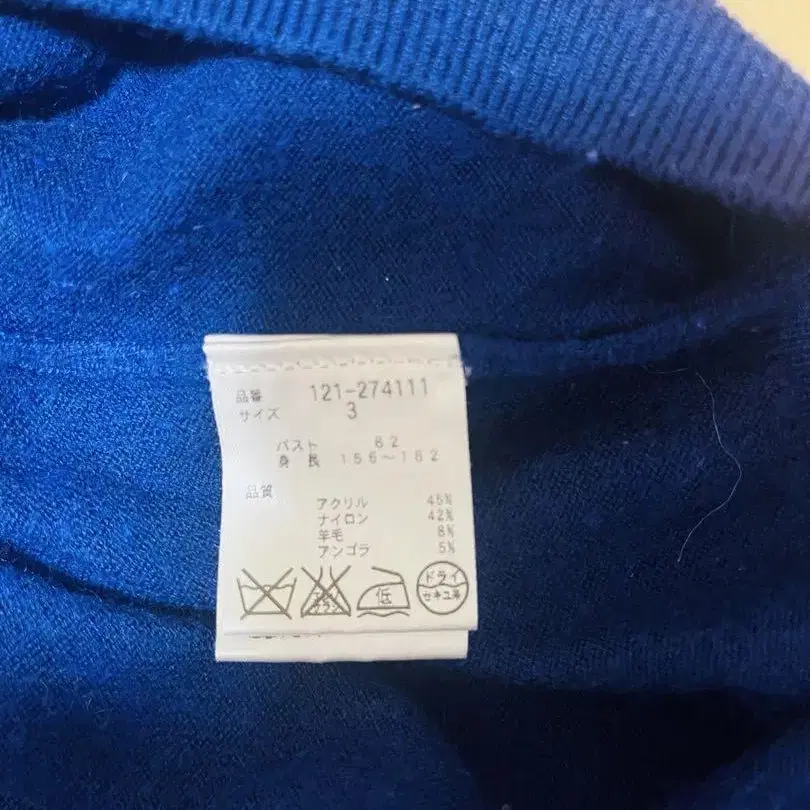 品番 121-274111
サイズ 3
バスト 82
身長 156~162
品質
アクリル 45%
ナイロン 42%
羊毛 8%
アンゴラ 5%
低 ドライ
セキユ系